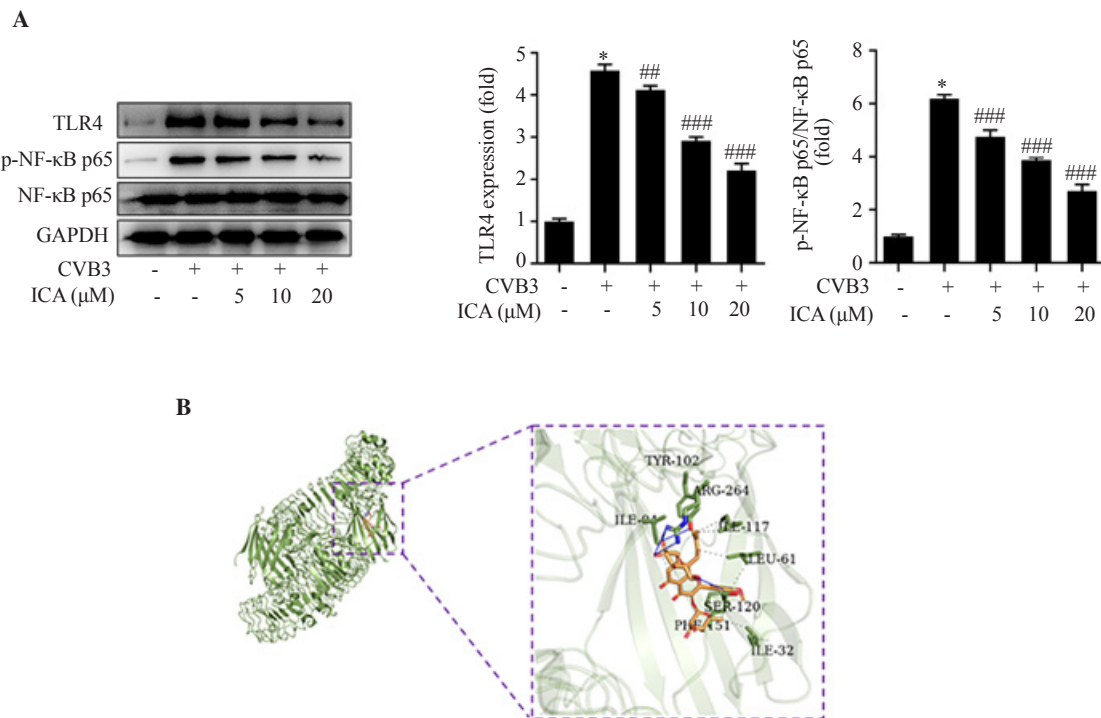 A
TLR4
p-NF-κB p65
NF-κB p65
GAPDH
CVB3 - + + + +
ICA (μM) - - 5 10 20
TLR4 expression (fold)
5
4
3
2
1
0
*
##
###
###
CVB3 - + + + +
ICA (μM) - - 5 10 20
p-NF-κB p65/NF-κB p65
(fold)
8
6
4
2
0
*
###
###
###
CVB3 - + + + +
ICA (μM) - - 5 10 20
B
TYR-102
ARG-264
ILE-117
LEU-61
SER-120
PHE-151
ILE-32